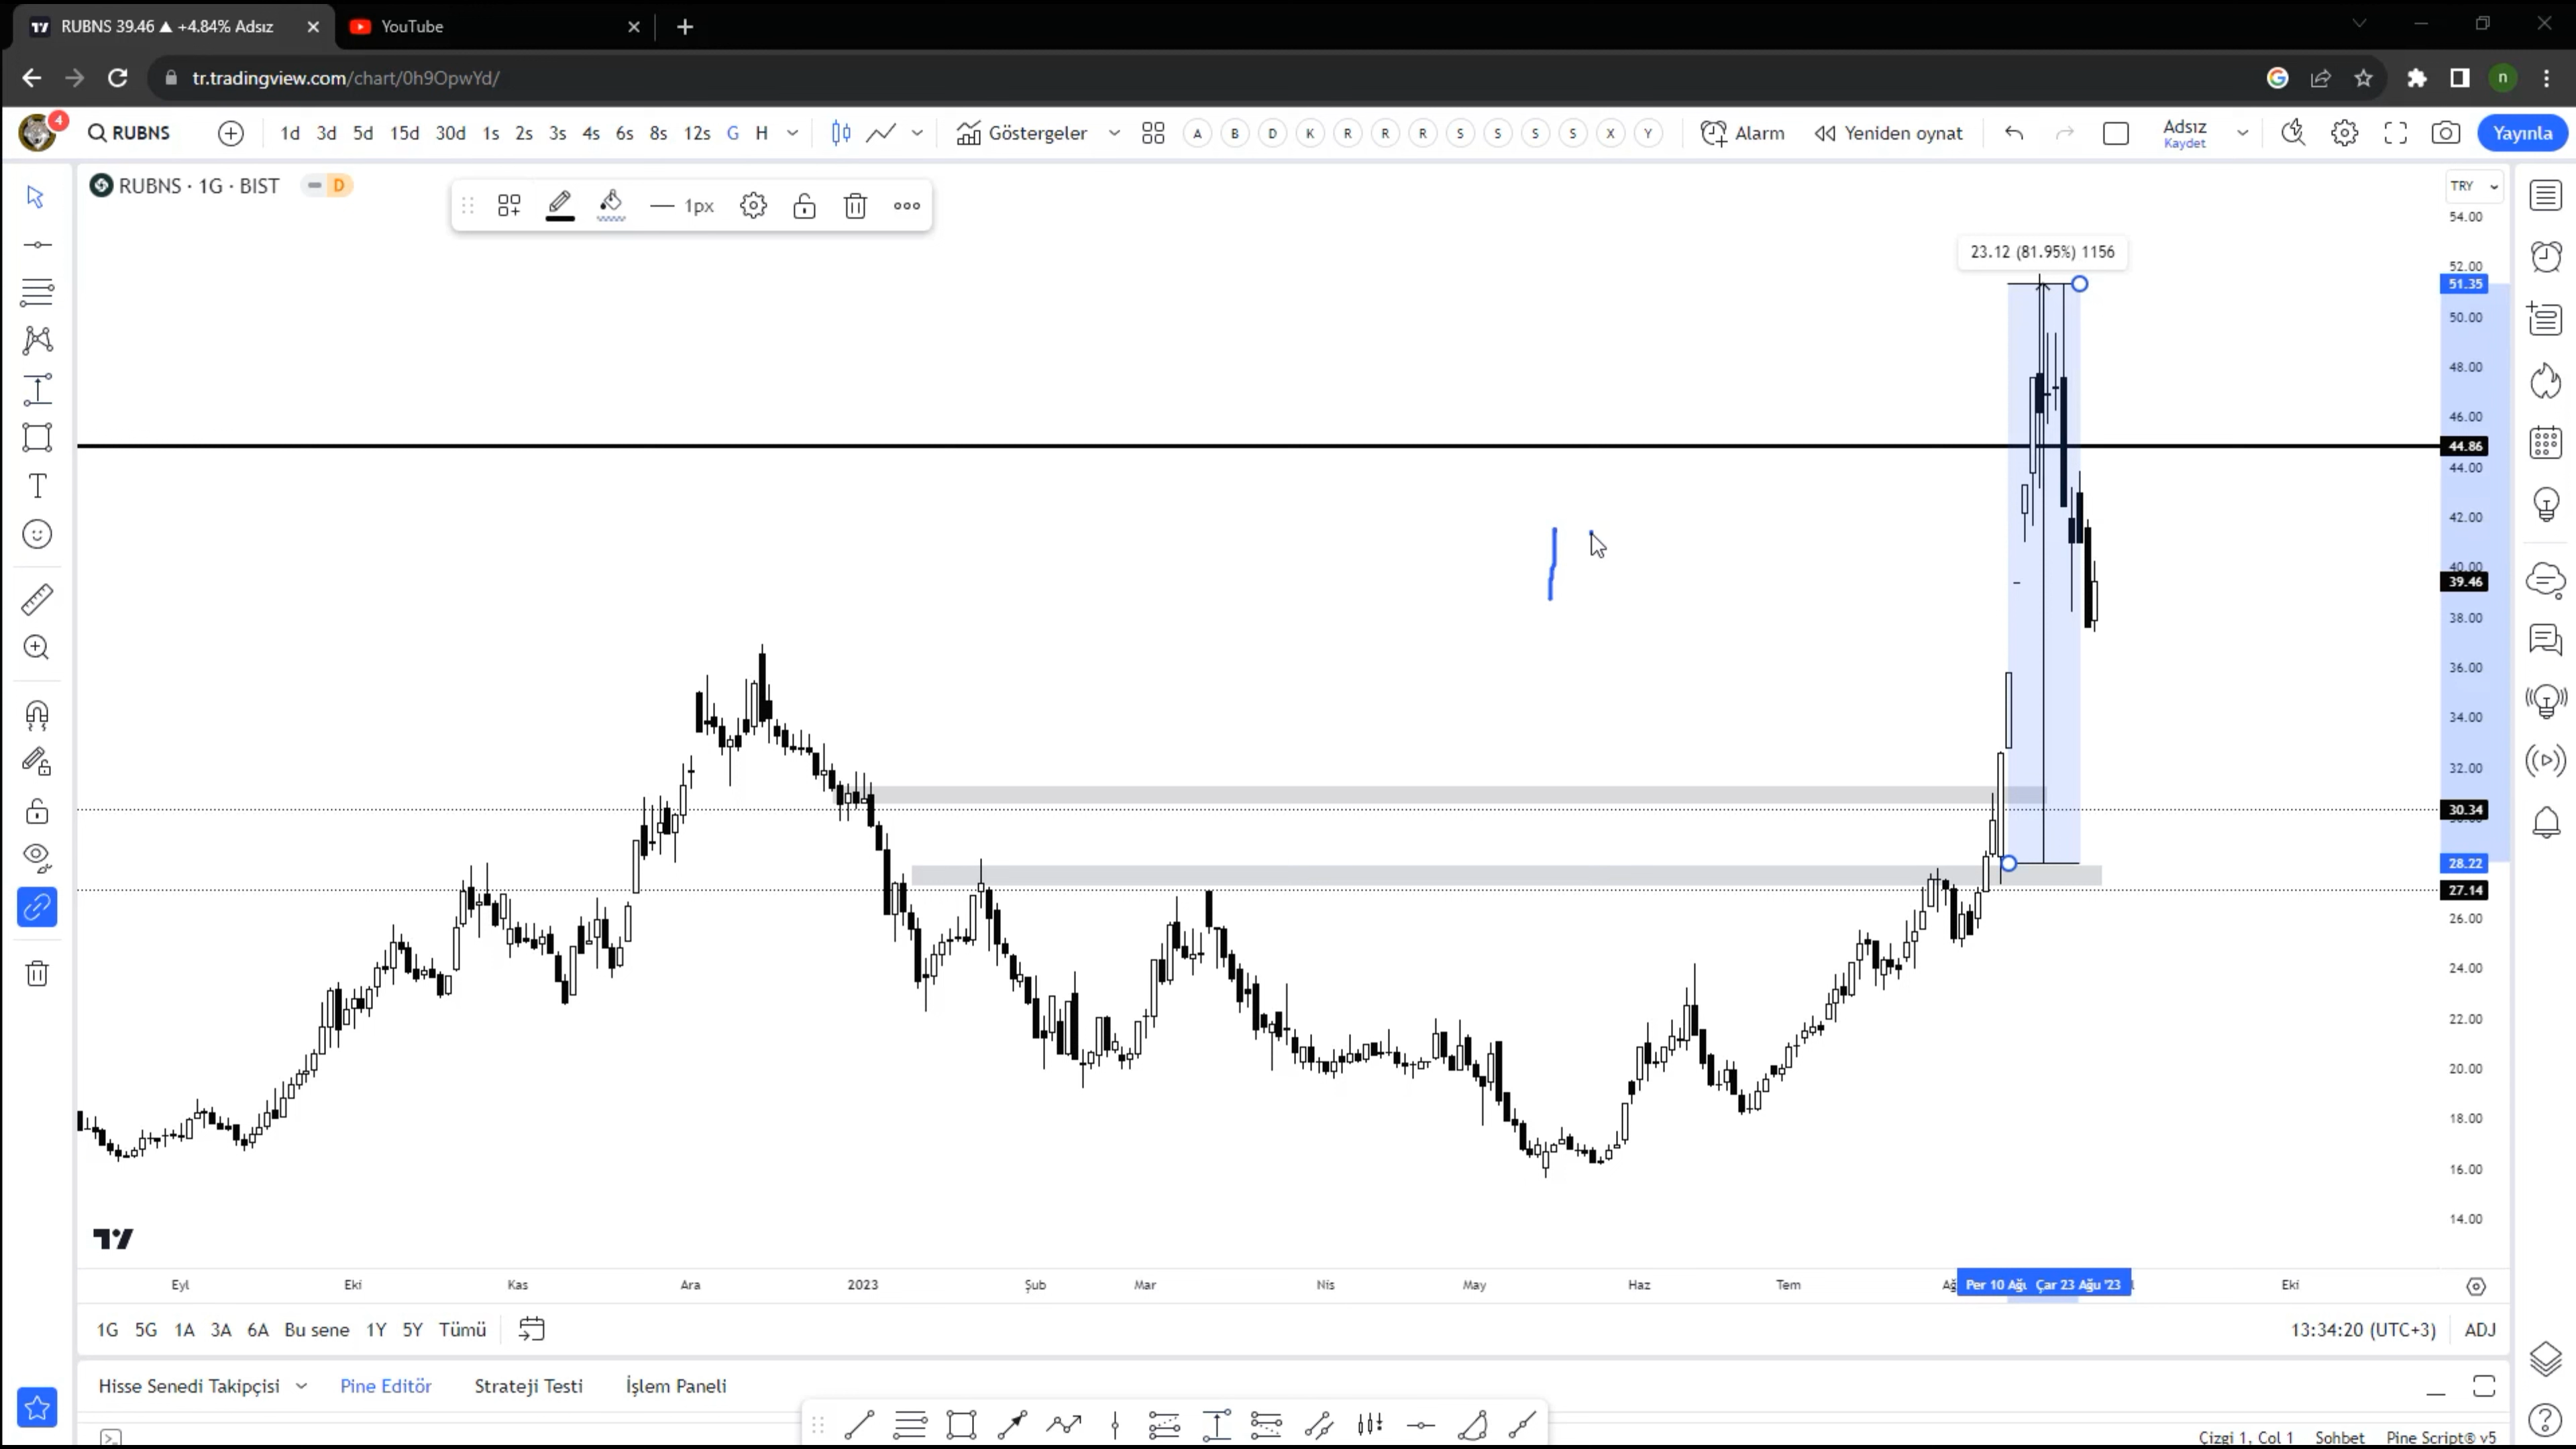 RUBNS 39.46 ▲ +4.84% Adsız
YouTube
tr.tradingview.com/chart/0h9OpwYd/
n
4
RUBNS
1d 3d 5d 15d 30d 1s 2s 3s 4s 6s 8s 12s G H
Göstergeler
A B D K R R R S S S S X Y
Alarm
Yeniden oynat
Adsız
Kaydet
Yayınla
RUBNS · 1G · BIST
D
1px
TRY
54.00
23.12 (81.95%) 1156
52.00
51.35
50.00
48.00
46.00
44.86
44.00
42.00
40.00
39.46
38.00
36.00
34.00
32.00
30.34
28.22
27.14
26.00
24.00
22.00
20.00
18.00
16.00
14.00
Eyl Eki Kas Ara 2023 Şub Mar Nis May Haz Tem Per 10 Ağu Çar 23 Ağu '23 Eki
1G 5G 1A 3A 6A Bu sene 1Y 5Y Tümü
13:34:20 (UTC+3) ADJ
Hisse Senedi Takipçisi Pine Editör Strateji Testi İşlem Paneli
Çizgi 1, Col 1 Sohbet Pine Script® v5